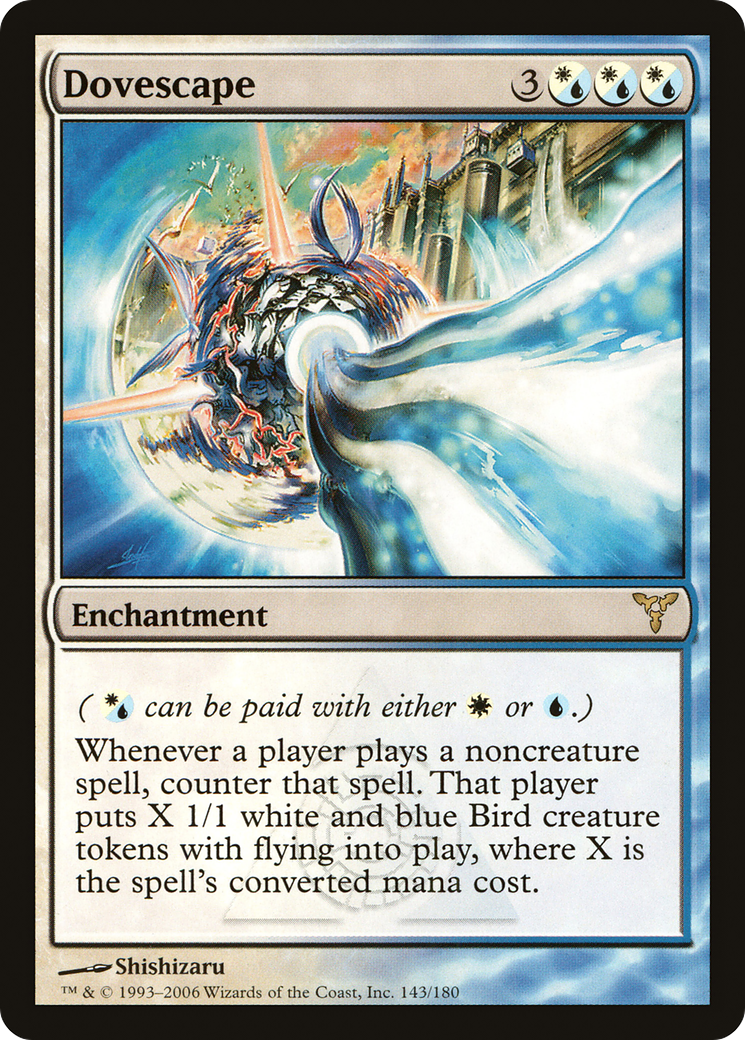 Dovescape 3
Enchantment
( can be paid with either or .)
Whenever a player plays a noncreature
spell, counter that spell. That player
puts X 1/1 white and blue Bird creature
tokens with flying into play, where X is
the spell's converted mana cost.
Shishizaru
™ & © 1993–2006 Wizards of the Coast, Inc. 143/180